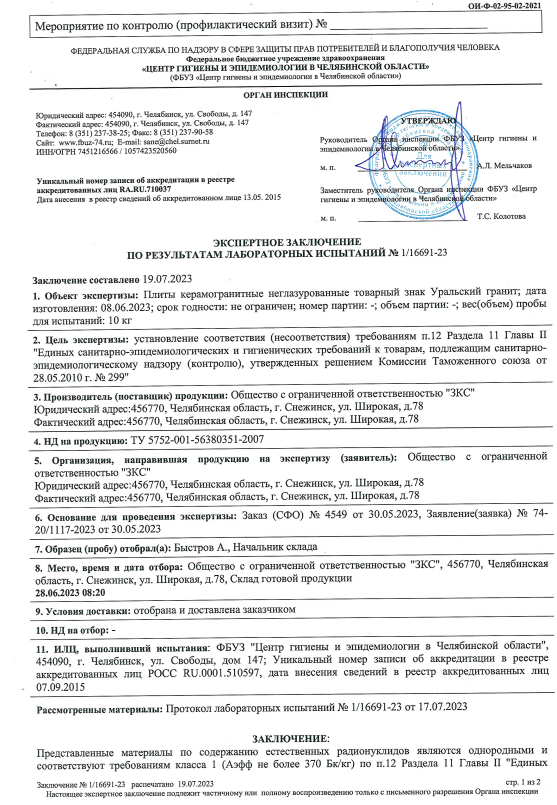 ОИ-Ф-02-95-02-2021
Мероприятие по контролю (профилактический визит) №
ФЕДЕРАЛЬНАЯ СЛУЖБА ПО НАДЗОРУ В СФЕРЕ ЗАЩИТЫ ПРАВ ПОТРЕБИТЕЛЕЙ И БЛАГОПОЛУЧИЯ ЧЕЛОВЕКА
Федеральное бюджетное учреждение здравоохранения
«ЦЕНТР ГИГИЕНЫ И ЭПИДЕМИОЛОГИИ В ЧЕЛЯБИНСКОЙ ОБЛАСТИ»
(ФБУЗ «Центр гигиены и эпидемиологии в Челябинской области»)
ОРГАН ИНСПЕКЦИИ
Юридический адрес: 454090, г. Челябинск, ул. Свободы, д. 147
Фактический адрес: 454090, г. Челябинск, ул. Свободы, д. 147
Телефон: 8 (351) 237-38-25; Факс: 8 (351) 237-90-58
Сайт: www.fbuz-74.ru; E-mail: sane@chel.surnet.ru
ИНН/ОГРН 7451216566 / 1057423520560
Уникальный номер записи об аккредитации в реестре
аккредитованных лиц RA.RU.710037
Дата внесения в реестр сведений об аккредитованном лице 13.05. 2015
УТВЕРЖДАЮ
Руководитель Органа инспекции ФБУЗ «Центр гигиены и
эпидемиологии в Челябинской области»
м. п. А.Л. Мельчаков
Для экспертных заключений
Заместитель руководителя Органа инспекции ФБУЗ «Центр
гигиены и эпидемиологии в Челябинской области»
м. п. Т.С. Колотова
ЭКСПЕРТНОЕ ЗАКЛЮЧЕНИЕ
ПО РЕЗУЛЬТАТАМ ЛАБОРАТОРНЫХ ИСПЫТАНИЙ № 1/16691-23
Заключение составлено 19.07.2023
1. Объект экспертизы: Плиты керамогранитные неглазурованные товарный знак Уральский гранит; дата
изготовления: 08.06.2023; срок годности: не ограничен; номер партии: -; объем партии: -; вес(объем) пробы
для испытаний: 10 кг
2. Цель экспертизы: установление соответствия (несоответствия) требованиям п.12 Раздела 11 Главы II
"Единых санитарно-эпидемиологических и гигиенических требований к товарам, подлежащим санитарно-
эпидемиологическому надзору (контролю), утвержденных решением Комиссии Таможенного союза от
28.05.2010 г. № 299"
3. Производитель (поставщик) продукции: Общество с ограниченной ответственностью "ЗКС"
Юридический адрес:456770, Челябинская область, г. Снежинск, ул. Широкая, д.78
Фактический адрес:456770, Челябинская область, г. Снежинск, ул. Широкая, д.78
4. НД на продукцию: ТУ 5752-001-56380351-2007
5. Организация, направившая продукцию на экспертизу (заявитель): Общество с ограниченной
ответственностью "ЗКС"
Юридический адрес:456770, Челябинская область, г. Снежинск, ул. Широкая, д.78
Фактический адрес:456770, Челябинская область, г. Снежинск, ул. Широкая, д.78
6. Основание для проведения экспертизы: Заказ (СФО) № 4549 от 30.05.2023, Заявление(заявка) № 74-
20/1117-2023 от 30.05.2023
7. Образец (пробу) отобрал(а): Быстров А., Начальник склада
8. Место, время и дата отбора: Общество с ограниченной ответственностью "ЗКС", 456770, Челябинская
область, г. Снежинск, ул. Широкая, д.78, Склад готовой продукции
28.06.2023 08:20
9. Условия доставки: отобрана и доставлена заказчиком
10. НД на отбор: -
11. ИЛЦ, выполнивший испытания: ФБУЗ "Центр гигиены и эпидемиологии в Челябинской области",
454090, г. Челябинск, ул. Свободы, дом 147; Уникальный номер записи об аккредитации в реестре
аккредитованных лиц РОСС RU.0001.510597, дата внесения сведений в реестр аккредитованных лиц
07.09.2015
Рассмотренные материалы: Протокол лабораторных испытаний № 1/16691-23 от 17.07.2023
ЗАКЛЮЧЕНИЕ:
Представленные материалы по содержанию естественных радионуклидов являются однородными и
соответствуют требованиям класса 1 (Аэфф не более 370 Бк/кг) по п.12 Раздела 11 Главы II "Единых
Заключение № 1/16691-23 распечатано 19.07.2023 стр. 1 из 2
Настоящее экспертное заключение подлежит частичному или полному воспроизведению только с письменного разрешения Органа инспекции